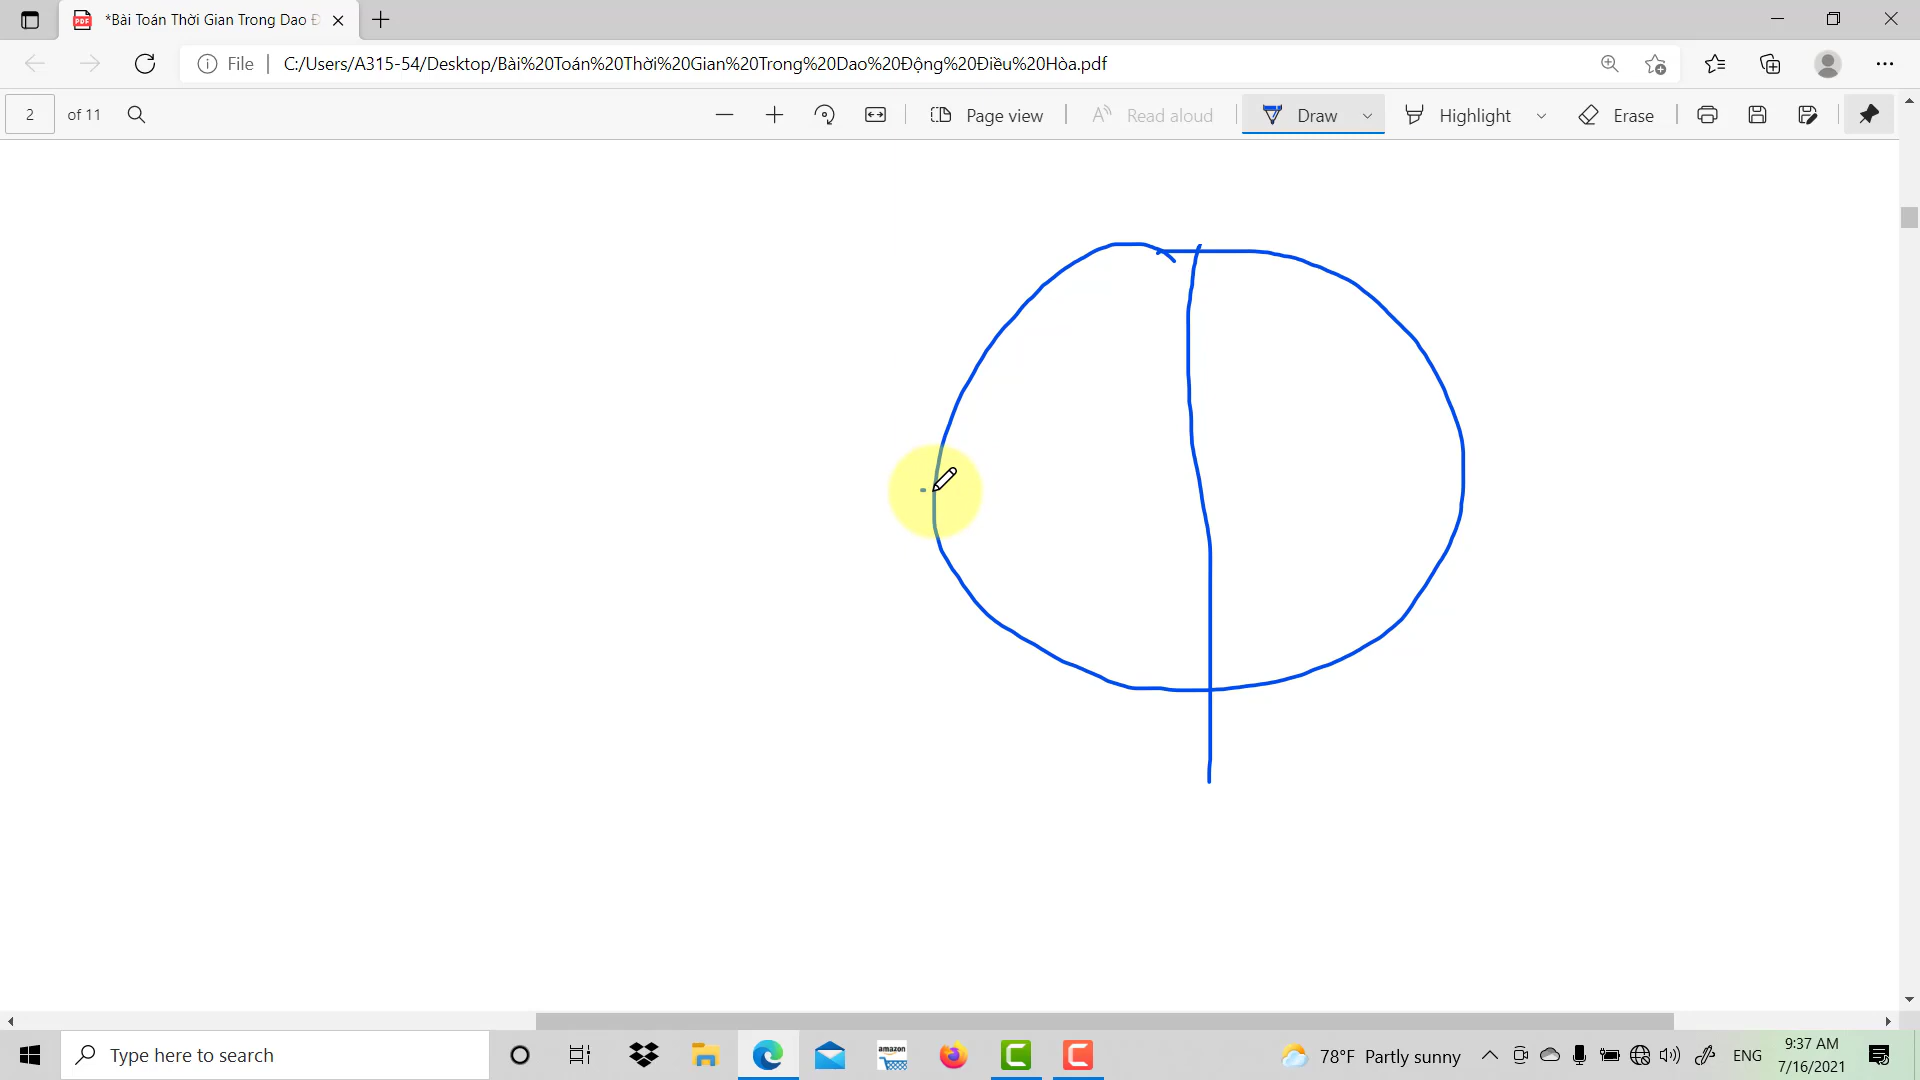 *Bài Toán Thời Gian Trong Dao Đ
File
C:/Users/A315-54/Desktop/Bài%20Toán%20Thời%20Gian%20Trong%20Dao%20Động%20Điều%20Hòa.pdf
2 of 11
Page view
Read aloud
Draw
Highlight
Erase
Type here to search
amazon
78°F Partly sunny
ENG
9:37 AM
7/16/2021